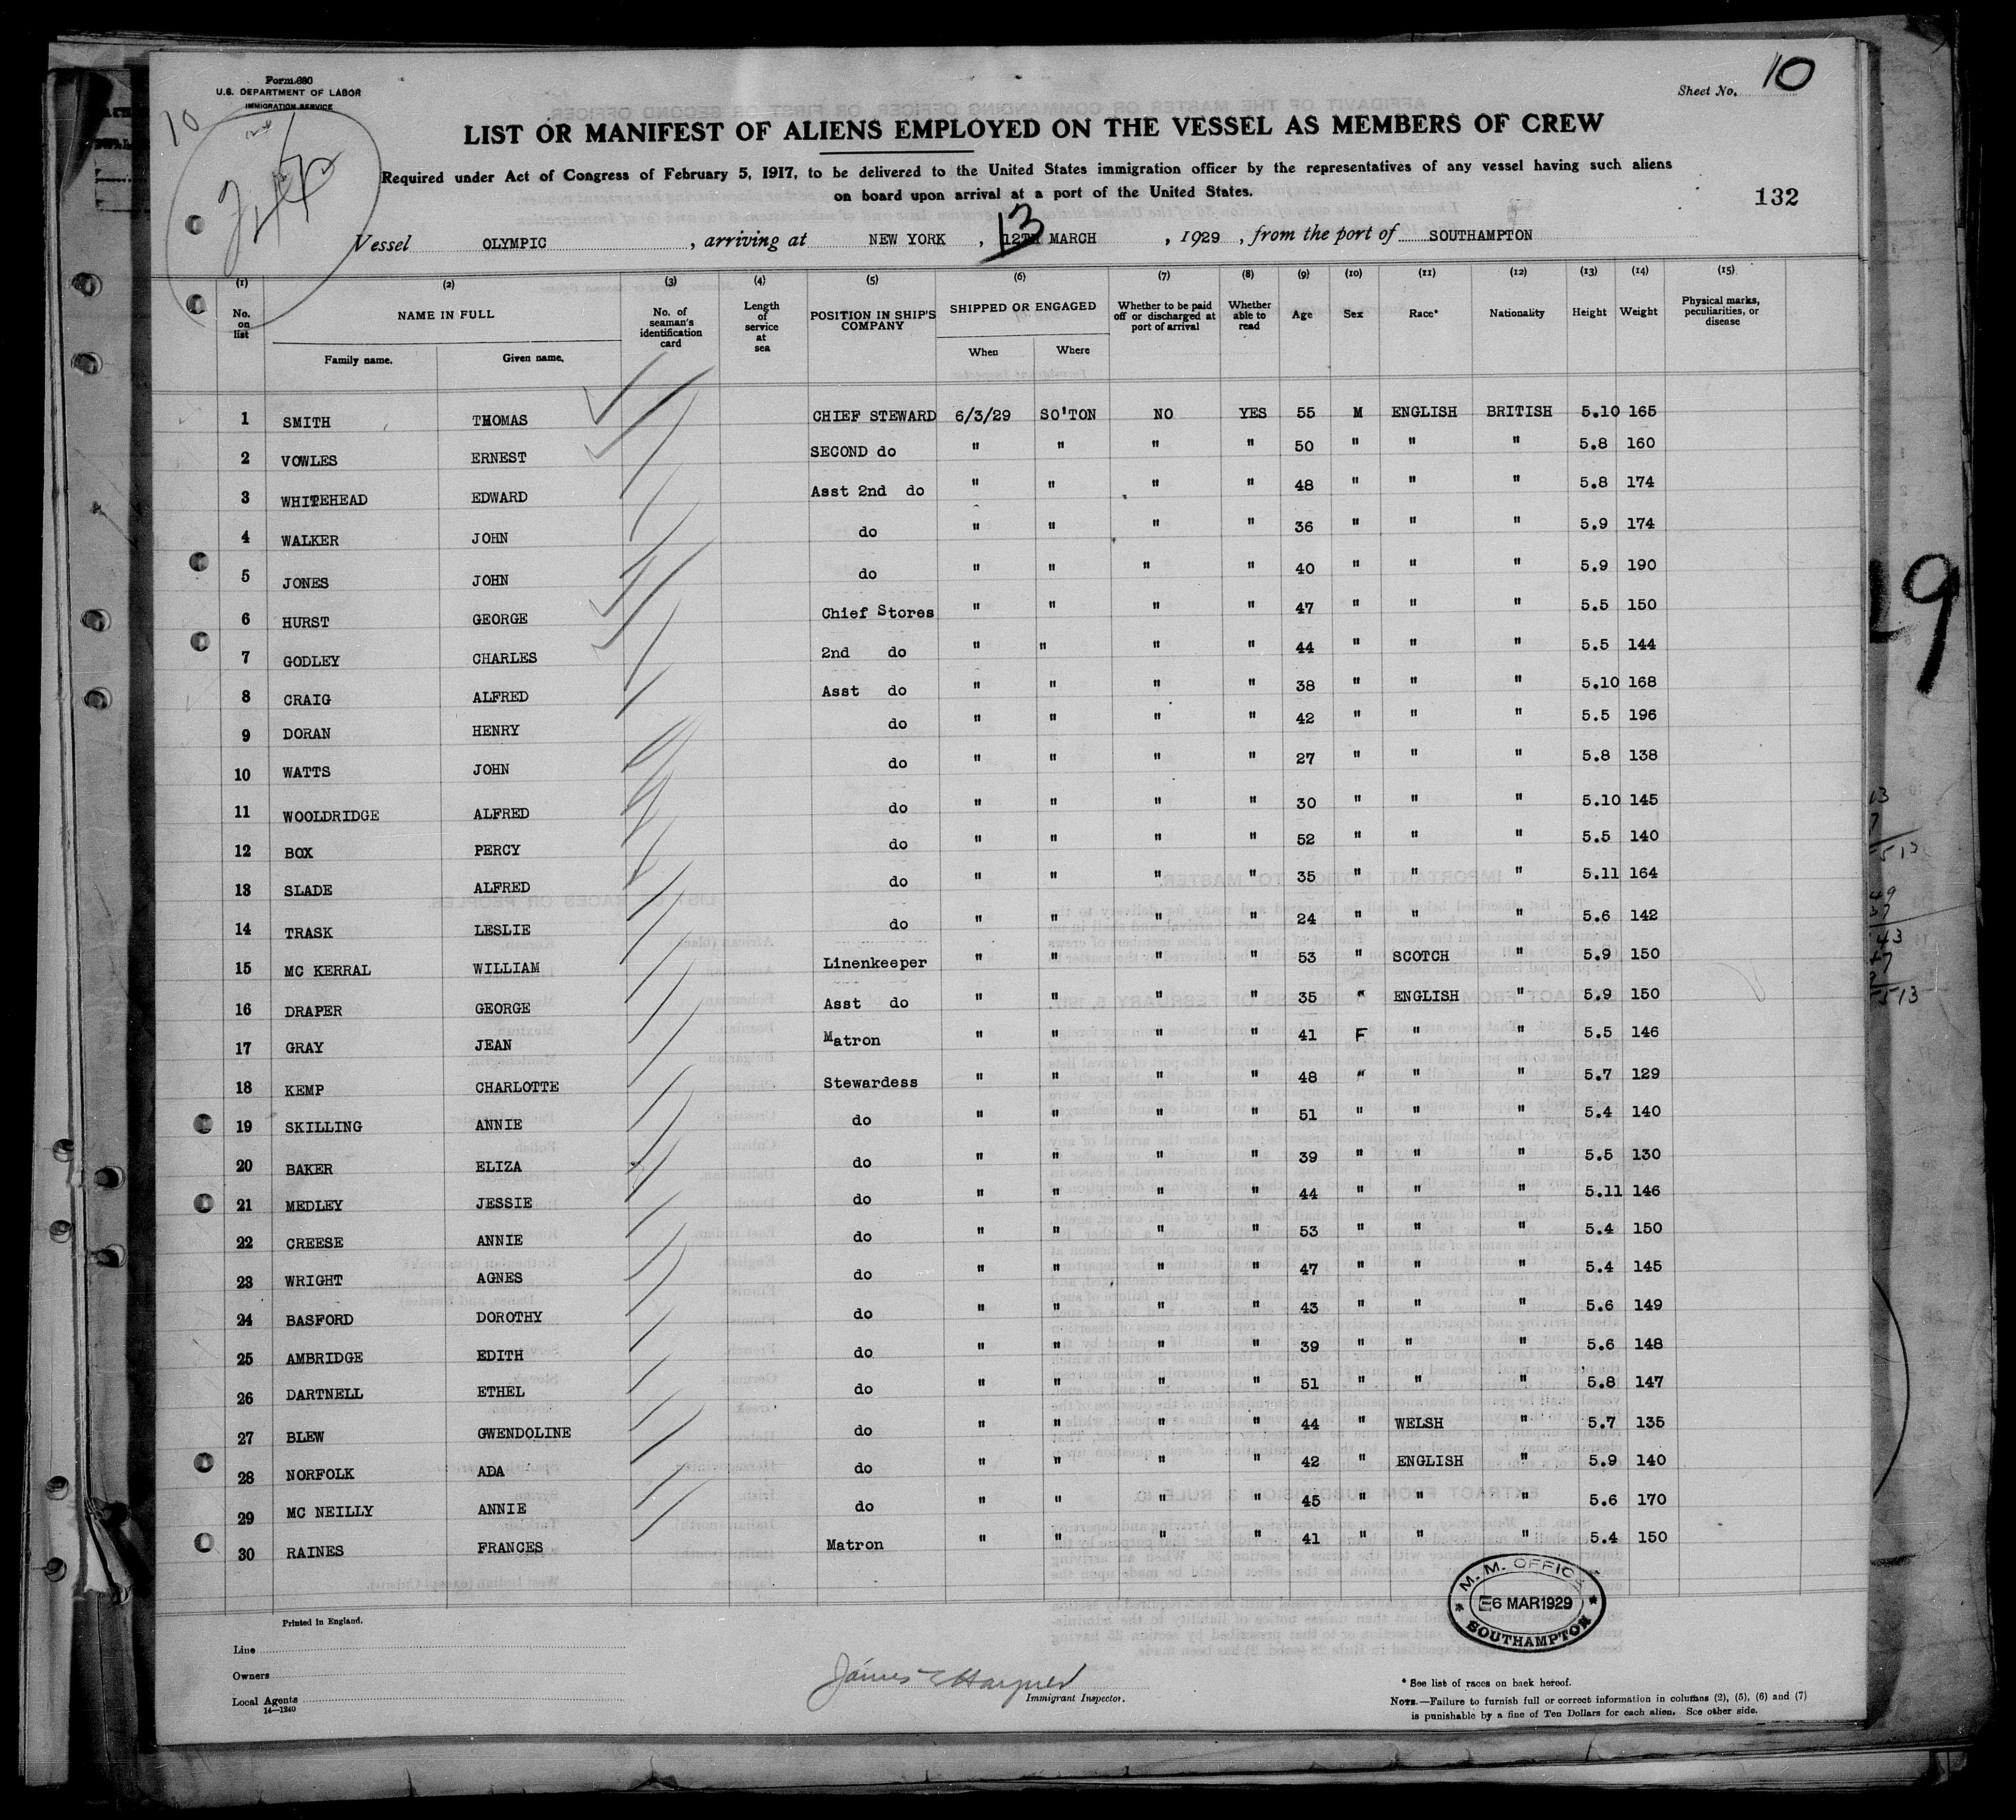 Form 680
U.S. DEPARTMENT OF LABOR
IMMIGRATION SERVICE
10
Sheet No. 10
LIST OR MANIFEST OF ALIENS EMPLOYED ON THE VESSEL AS MEMBERS OF CREW
Required under Act of Congress of February 5, 1917, to be delivered to the United States immigration officer by the representatives of any vessel having such aliens
on board upon arrival at a port of the United States.
132
Vessel OLYMPIC, arriving at NEW YORK, 12TH 13 MARCH, 1929, from the port of SOUTHAMPTON
(1) (2) (3) (4) (5) (6) (7) (8) (9) (10) (11) (12) (13) (14) (15)
No. on list NAME IN FULL Family name. Given name. No. of seaman's identification card Length of service at sea POSITION IN SHIP'S COMPANY SHIPPED OR ENGAGED When Where Whether to be paid off or discharged at port of arrival Whether able to read Age Sex Race* Nationality Height Weight Physical marks, peculiarities, or disease
1 SMITH THOMAS CHIEF STEWARD 6/3/29 SO'TON NO YES 55 M ENGLISH BRITISH 5.10 165
2 VOWLES ERNEST SECOND do " " " " 50 " " " 5.8 160
3 WHITEHEAD EDWARD Asst 2nd do " " " " 48 " " " 5.8 174
4 WALKER JOHN do " " " " 36 " " " 5.9 174
5 JONES JOHN do " " " " 40 " " " 5.9 190
6 HURST GEORGE Chief Stores " " " " 47 " " " 5.5 150
7 GODLEY CHARLES 2nd do " " " " 44 " " " 5.5 144
8 CRAIG ALFRED Asst do " " " " 38 " " " 5.10 168
9 DORAN HENRY do " " " " 42 " " " 5.5 196
10 WATTS JOHN do " " " " 27 " " " 5.8 138
11 WOOLDRIDGE ALFRED do " " " " 30 " " " 5.10 145
12 BOX PERCY do " " " " 52 " " " 5.5 140
13 SLADE ALFRED do " " " " 35 " " " 5.11 164
14 TRASK LESLIE do " " " " 24 " " " 5.6 142
15 MC KERRAL WILLIAM Linenkeeper " " " " 53 " SCOTCH " 5.9 150
16 DRAPER GEORGE Asst do " " " " 35 " ENGLISH " 5.9 150
17 GRAY JEAN Matron " " " " 41 F " " 5.5 146
18 KEMP CHARLOTTE Stewardess " " " " 48 " " " 5.7 129
19 SKILLING ANNIE do " " " " 51 " " " 5.4 140
20 BAKER ELIZA do " " " " 39 " " " 5.5 130
21 MEDLEY JESSIE do " " " " 44 " " " 5.11 146
22 CREESE ANNIE do " " " " 53 " " " 5.4 150
23 WRIGHT AGNES do " " " " 47 " " " 5.4 145
24 BASFORD DOROTHY do " " " " 43 " " " 5.6 149
25 AMBRIDGE EDITH do " " " " 39 " " " 5.6 148
26 DARTNELL ETHEL do " " " " 51 " " " 5.8 147
27 BLEW GWENDOLINE do " " " " 44 " WELSH " 5.7 135
28 NORFOLK ADA do " " " " 42 " ENGLISH " 5.9 140
29 MC NEILLY ANNIE do " " " " 45 " " " 5.6 170
30 RAINES FRANCES Matron " " " " 41 " " " 5.4 150
M. M. OFFICE
6 MAR 1929
SOUTHAMPTON
Printed in England.
Line
Owners
Local Agents
14—1240
James
Immigrant Inspector.
* See list of races on back hereof.
NOTE.—Failure to furnish full or correct information in columns (2), (5), (6) and (7)
is punishable by a fine of Ten Dollars for each alien. See other side.